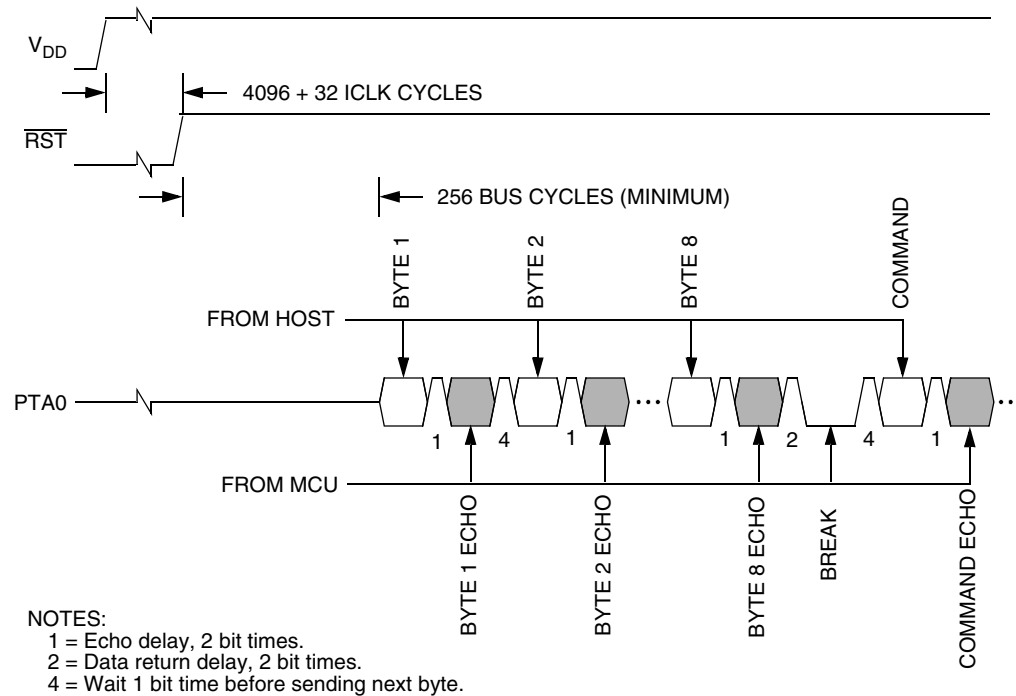 VDD
4096 + 32 ICLK CYCLES
RST
256 BUS CYCLES (MINIMUM)
BYTE 1
BYTE 2
BYTE 8
COMMAND
FROM HOST
PTA0
1
4
1
1
2
4
1
FROM MCU
BYTE 1 ECHO
BYTE 2 ECHO
BYTE 8 ECHO
BREAK
COMMAND ECHO
NOTES:
1 = Echo delay, 2 bit times.
2 = Data return delay, 2 bit times.
4 = Wait 1 bit time before sending next byte.